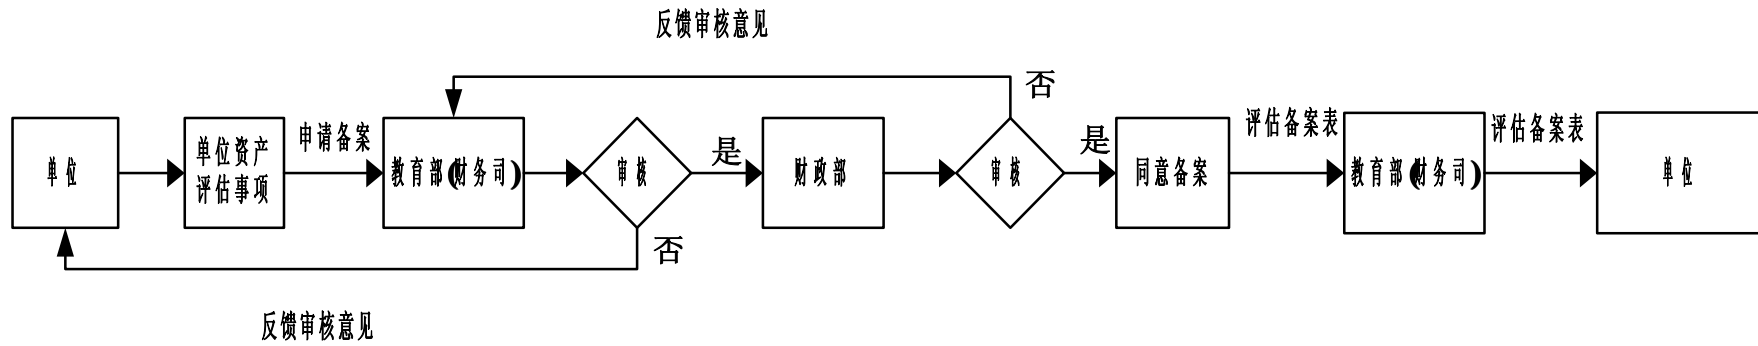 反馈审核意见
否
单位
单位资产
评估事项
申请备案
教育部(财务司)
审核
是
财政部
审核
是
同意备案
评估备案表
教育部(财务司)
评估备案表
单位
否
反馈审核意见